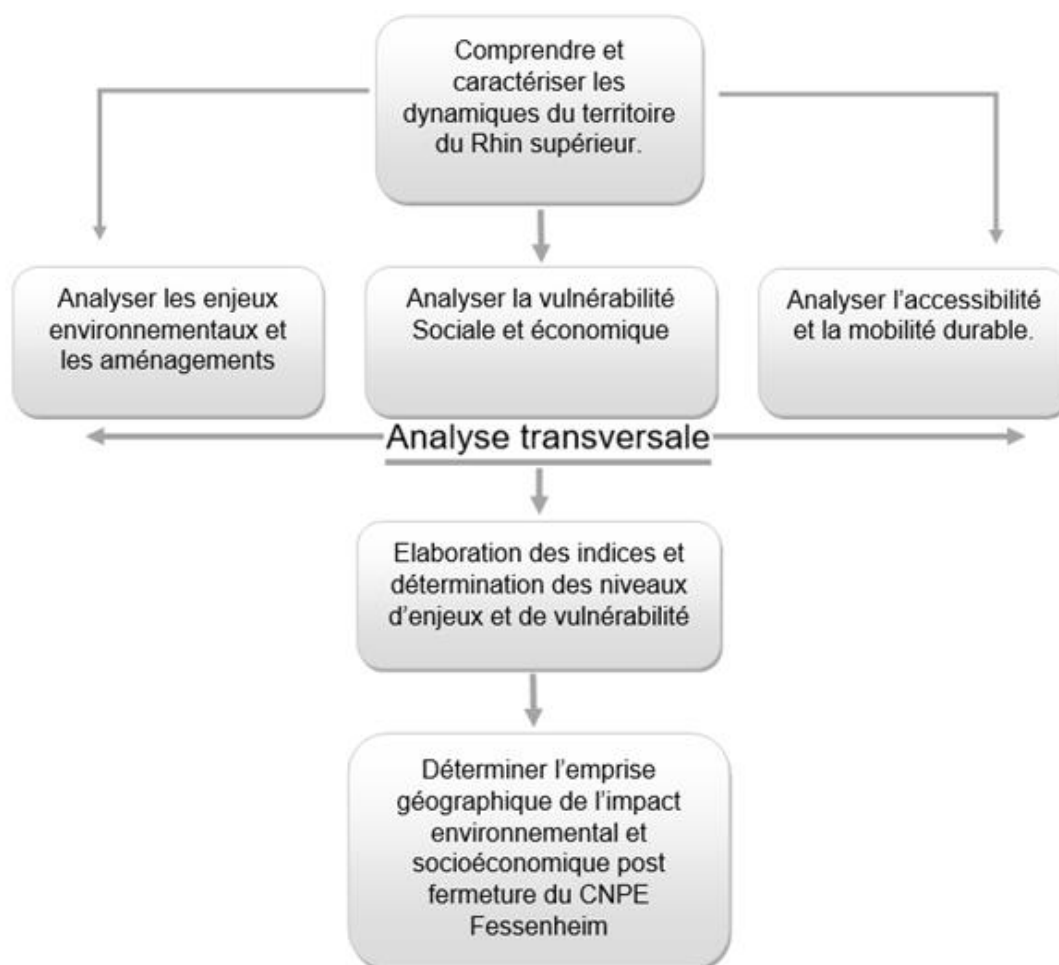 Comprendre et
caractériser les
dynamiques du territoire
du Rhin supérieur.
Analyser les enjeux
environnementaux et
les aménagements
Analyser la vulnérabilité
Sociale et économique
Analyser l'accessibilité
et la mobilité durable.
Analyse transversale
Elaboration des indices et
détermination des niveaux
d'enjeux et de vulnérabilité
Déterminer l'emprise
géographique de l'impact
environnemental et
socioéconomique post
fermeture du CNPE
Fessenheim